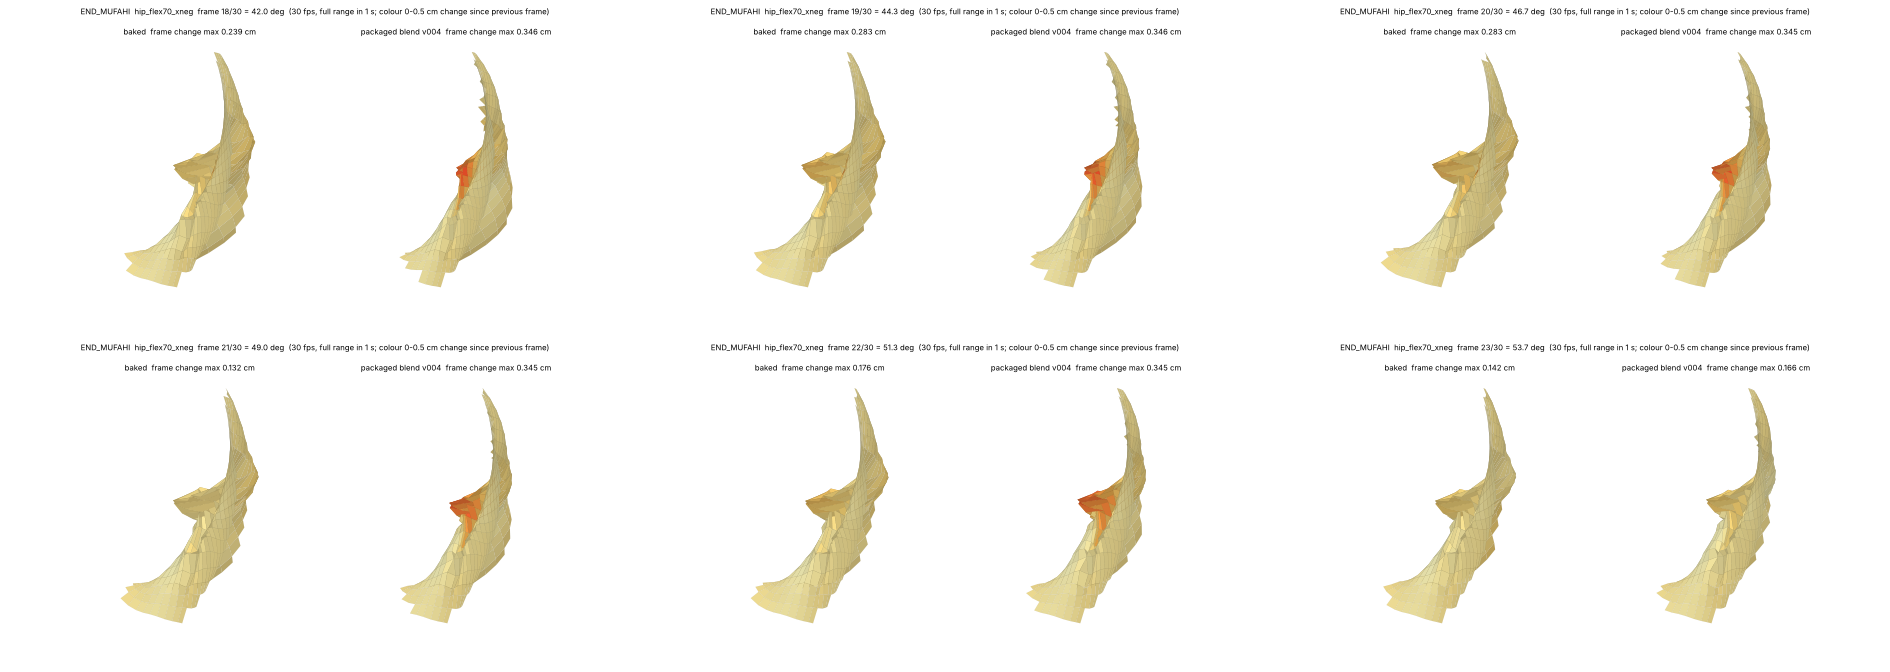 END_MUFAHI hip_flex70_xneg frame 18/30 = 42.0 deg (30 fps, full range in 1 s; colour 0-0.5 cm change since previous frame)
baked frame change max 0.239 cm
packaged blend v004 frame change max 0.346 cm
END_MUFAHI hip_flex70_xneg frame 19/30 = 44.3 deg (30 fps, full range in 1 s; colour 0-0.5 cm change since previous frame)
baked frame change max 0.283 cm
packaged blend v004 frame change max 0.346 cm
END_MUFAHI hip_flex70_xneg frame 20/30 = 46.7 deg (30 fps, full range in 1 s; colour 0-0.5 cm change since previous frame)
baked frame change max 0.283 cm
packaged blend v004 frame change max 0.345 cm
END_MUFAHI hip_flex70_xneg frame 21/30 = 49.0 deg (30 fps, full range in 1 s; colour 0-0.5 cm change since previous frame)
baked frame change max 0.132 cm
packaged blend v004 frame change max 0.345 cm
END_MUFAHI hip_flex70_xneg frame 22/30 = 51.3 deg (30 fps, full range in 1 s; colour 0-0.5 cm change since previous frame)
baked frame change max 0.176 cm
packaged blend v004 frame change max 0.345 cm
END_MUFAHI hip_flex70_xneg frame 23/30 = 53.7 deg (30 fps, full range in 1 s; colour 0-0.5 cm change since previous frame)
baked frame change max 0.142 cm
packaged blend v004 frame change max 0.166 cm